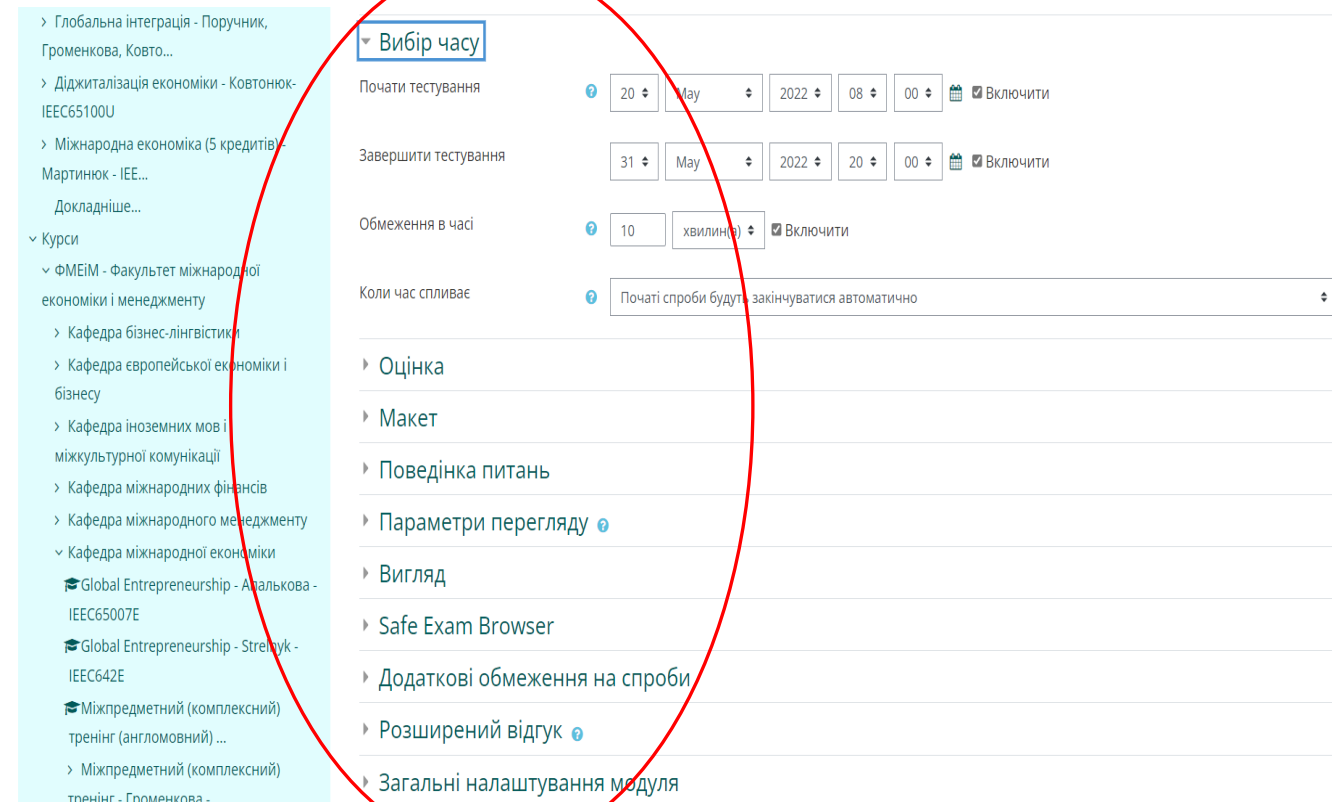 Глобальна інтеграція - Поручник,
Громенкова, Ковто...
Діджиталізація економіки - Ковтонюк-
IEEC65100U
Міжнародна економіка (5 кредитів) -
Мартинюк - IEE...
Докладніше...
Курси
ФМЕіМ - Факультет міжнародної
економіки і менеджменту
Кафедра бізнес-лінгвістики
Кафедра європейської економіки і
бізнесу
Кафедра іноземних мов і
міжкультурної комунікації
Кафедра міжнародних фінансів
Кафедра міжнародного менеджменту
Кафедра міжнародної економіки
Global Entrepreneurship - Апалькова -
IEEC65007E
Global Entrepreneurship - Strelnyk -
IEEC642E
Міжпредметний (комплексний)
тренінг (англомовний) ...
Міжпредметний (комплексний)
тренінг - Громенкова -
Вибір часу
Почати тестування 20 May 2022 08 00 Включити
Завершити тестування 31 May 2022 20 00 Включити
Обмеження в часі 10 хвилин(а) Включити
Коли час спливає Початі спроби будуть закінчуватися автоматично
Оцінка
Макет
Поведінка питань
Параметри перегляду
Вигляд
Safe Exam Browser
Додаткові обмеження на спроби
Розширений відгук
Загальні налаштування модуля